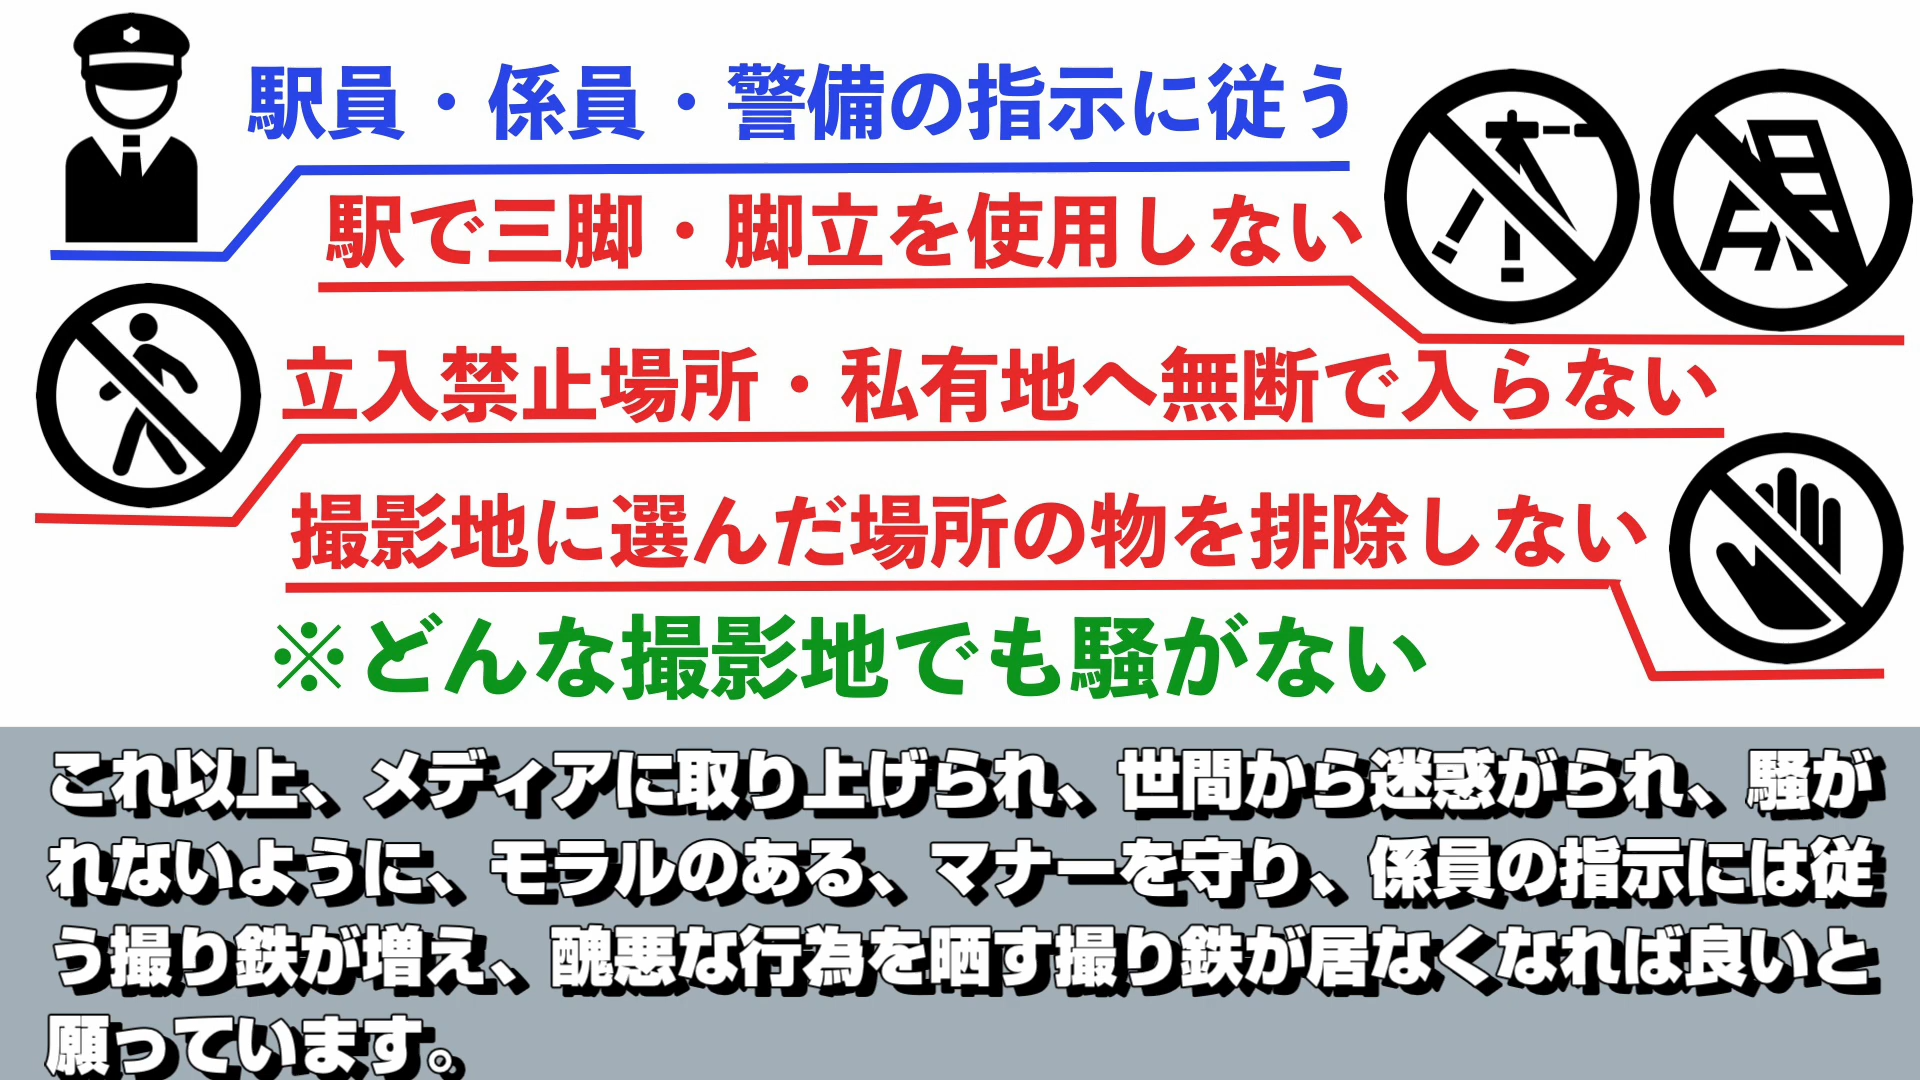 駅員・係員・警備の指示に従う
駅で三脚・脚立を使用しない
立入禁止場所・私有地へ無断で入らない
撮影地に選んだ場所の物を排除しない
※どんな撮影地でも騒がない
これ以上、メディアに取り上げられ、世間から迷惑がられ、騒が
れないように、モラルのある、マナーを守り、係員の指示には従
う撮り鉄が増え、醜悪な行為を晒す撮り鉄が居なくなれば良いと
願っています。